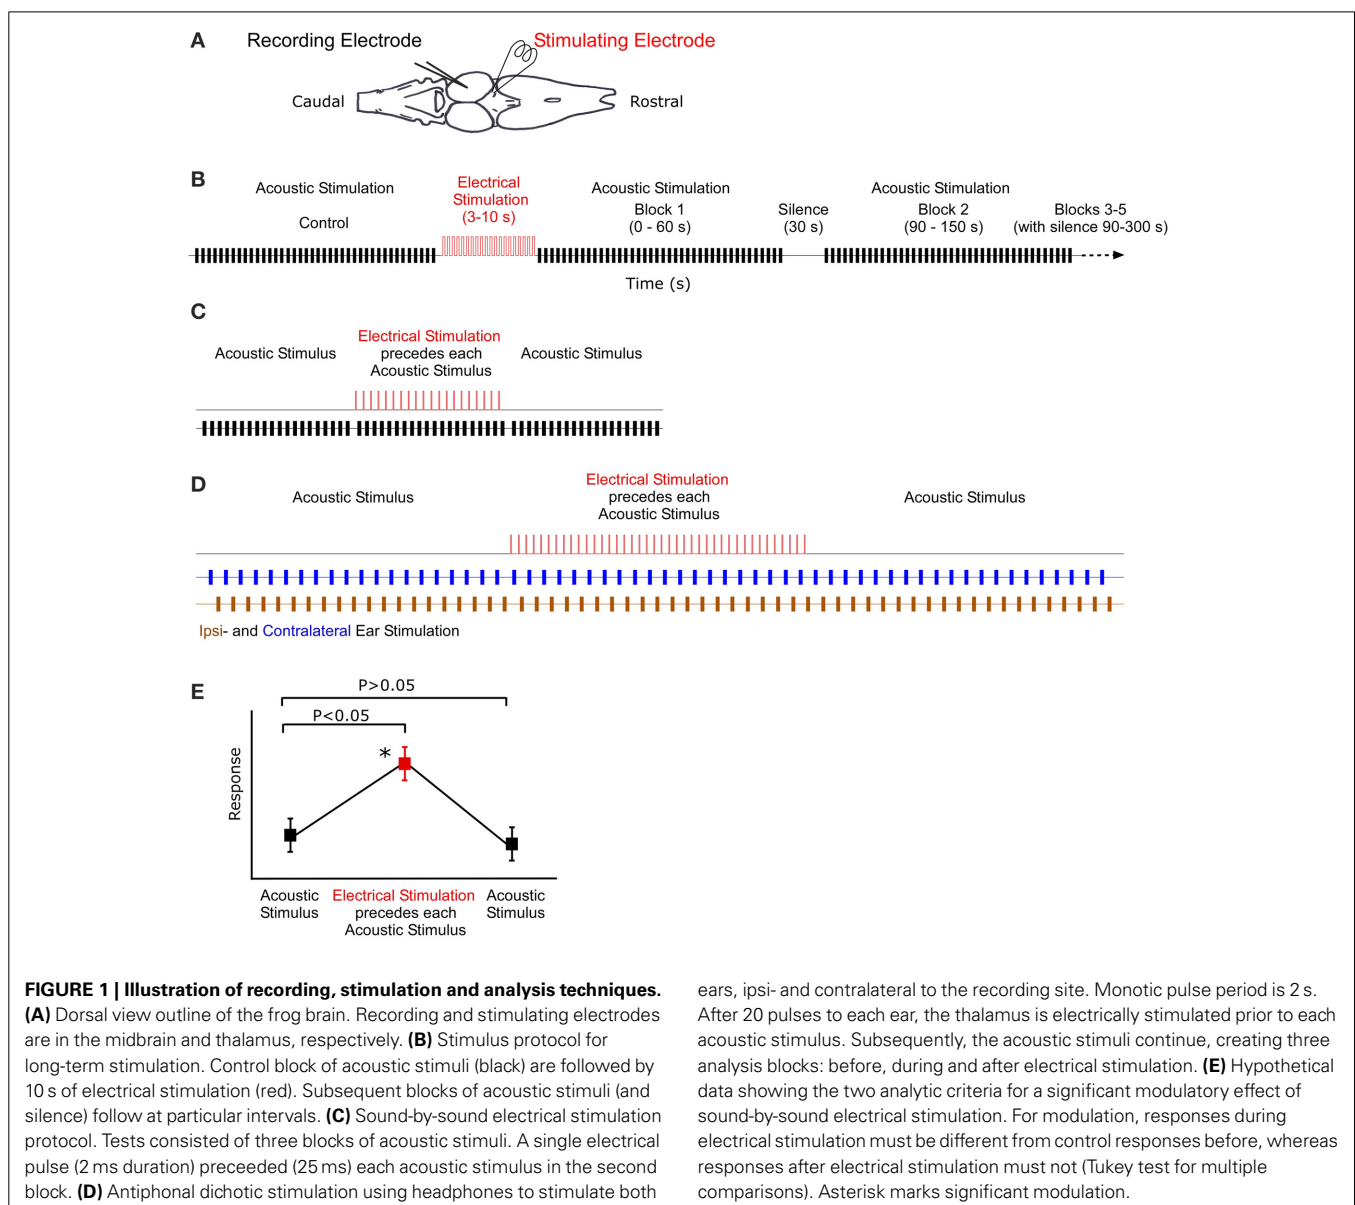 A
Recording Electrode
Stimulating Electrode
Caudal
Rostral
B
Acoustic Stimulation
Control
Electrical
Stimulation
(3-10 s)
Acoustic Stimulation
Block 1
(0 - 60 s)
Silence
(30 s)
Acoustic Stimulation
Block 2
(90 - 150 s)
Blocks 3-5
(with silence 90-300 s)
Time (s)
C
Acoustic Stimulus
Electrical Stimulation
precedes each
Acoustic Stimulus
Acoustic Stimulus
D
Acoustic Stimulus
Electrical Stimulation
precedes each
Acoustic Stimulus
Acoustic Stimulus
Ipsi- and Contralateral Ear Stimulation
E
P>0.05
P<0.05
*
Response
Acoustic
Stimulus
Electrical Stimulation
precedes each
Acoustic Stimulus
Acoustic
Stimulus
FIGURE 1 | Illustration of recording, stimulation and analysis techniques.
(A) Dorsal view outline of the frog brain. Recording and stimulating electrodes
are in the midbrain and thalamus, respectively. (B) Stimulus protocol for
long-term stimulation. Control block of acoustic stimuli (black) are followed by
10 s of electrical stimulation (red). Subsequent blocks of acoustic stimuli (and
silence) follow at particular intervals. (C) Sound-by-sound electrical stimulation
protocol. Tests consisted of three blocks of acoustic stimuli. A single electrical
pulse (2 ms duration) preceeded (25 ms) each acoustic stimulus in the second
block. (D) Antiphonal dichotic stimulation using headphones to stimulate both
ears, ipsi- and contralateral to the recording site. Monotic pulse period is 2 s.
After 20 pulses to each ear, the thalamus is electrically stimulated prior to each
acoustic stimulus. Subsequently, the acoustic stimuli continue, creating three
analysis blocks: before, during and after electrical stimulation. (E) Hypothetical
data showing the two analytic criteria for a significant modulatory effect of
sound-by-sound electrical stimulation. For modulation, responses during
electrical stimulation must be different from control responses before, whereas
responses after electrical stimulation must not (Tukey test for multiple
comparisons). Asterisk marks significant modulation.